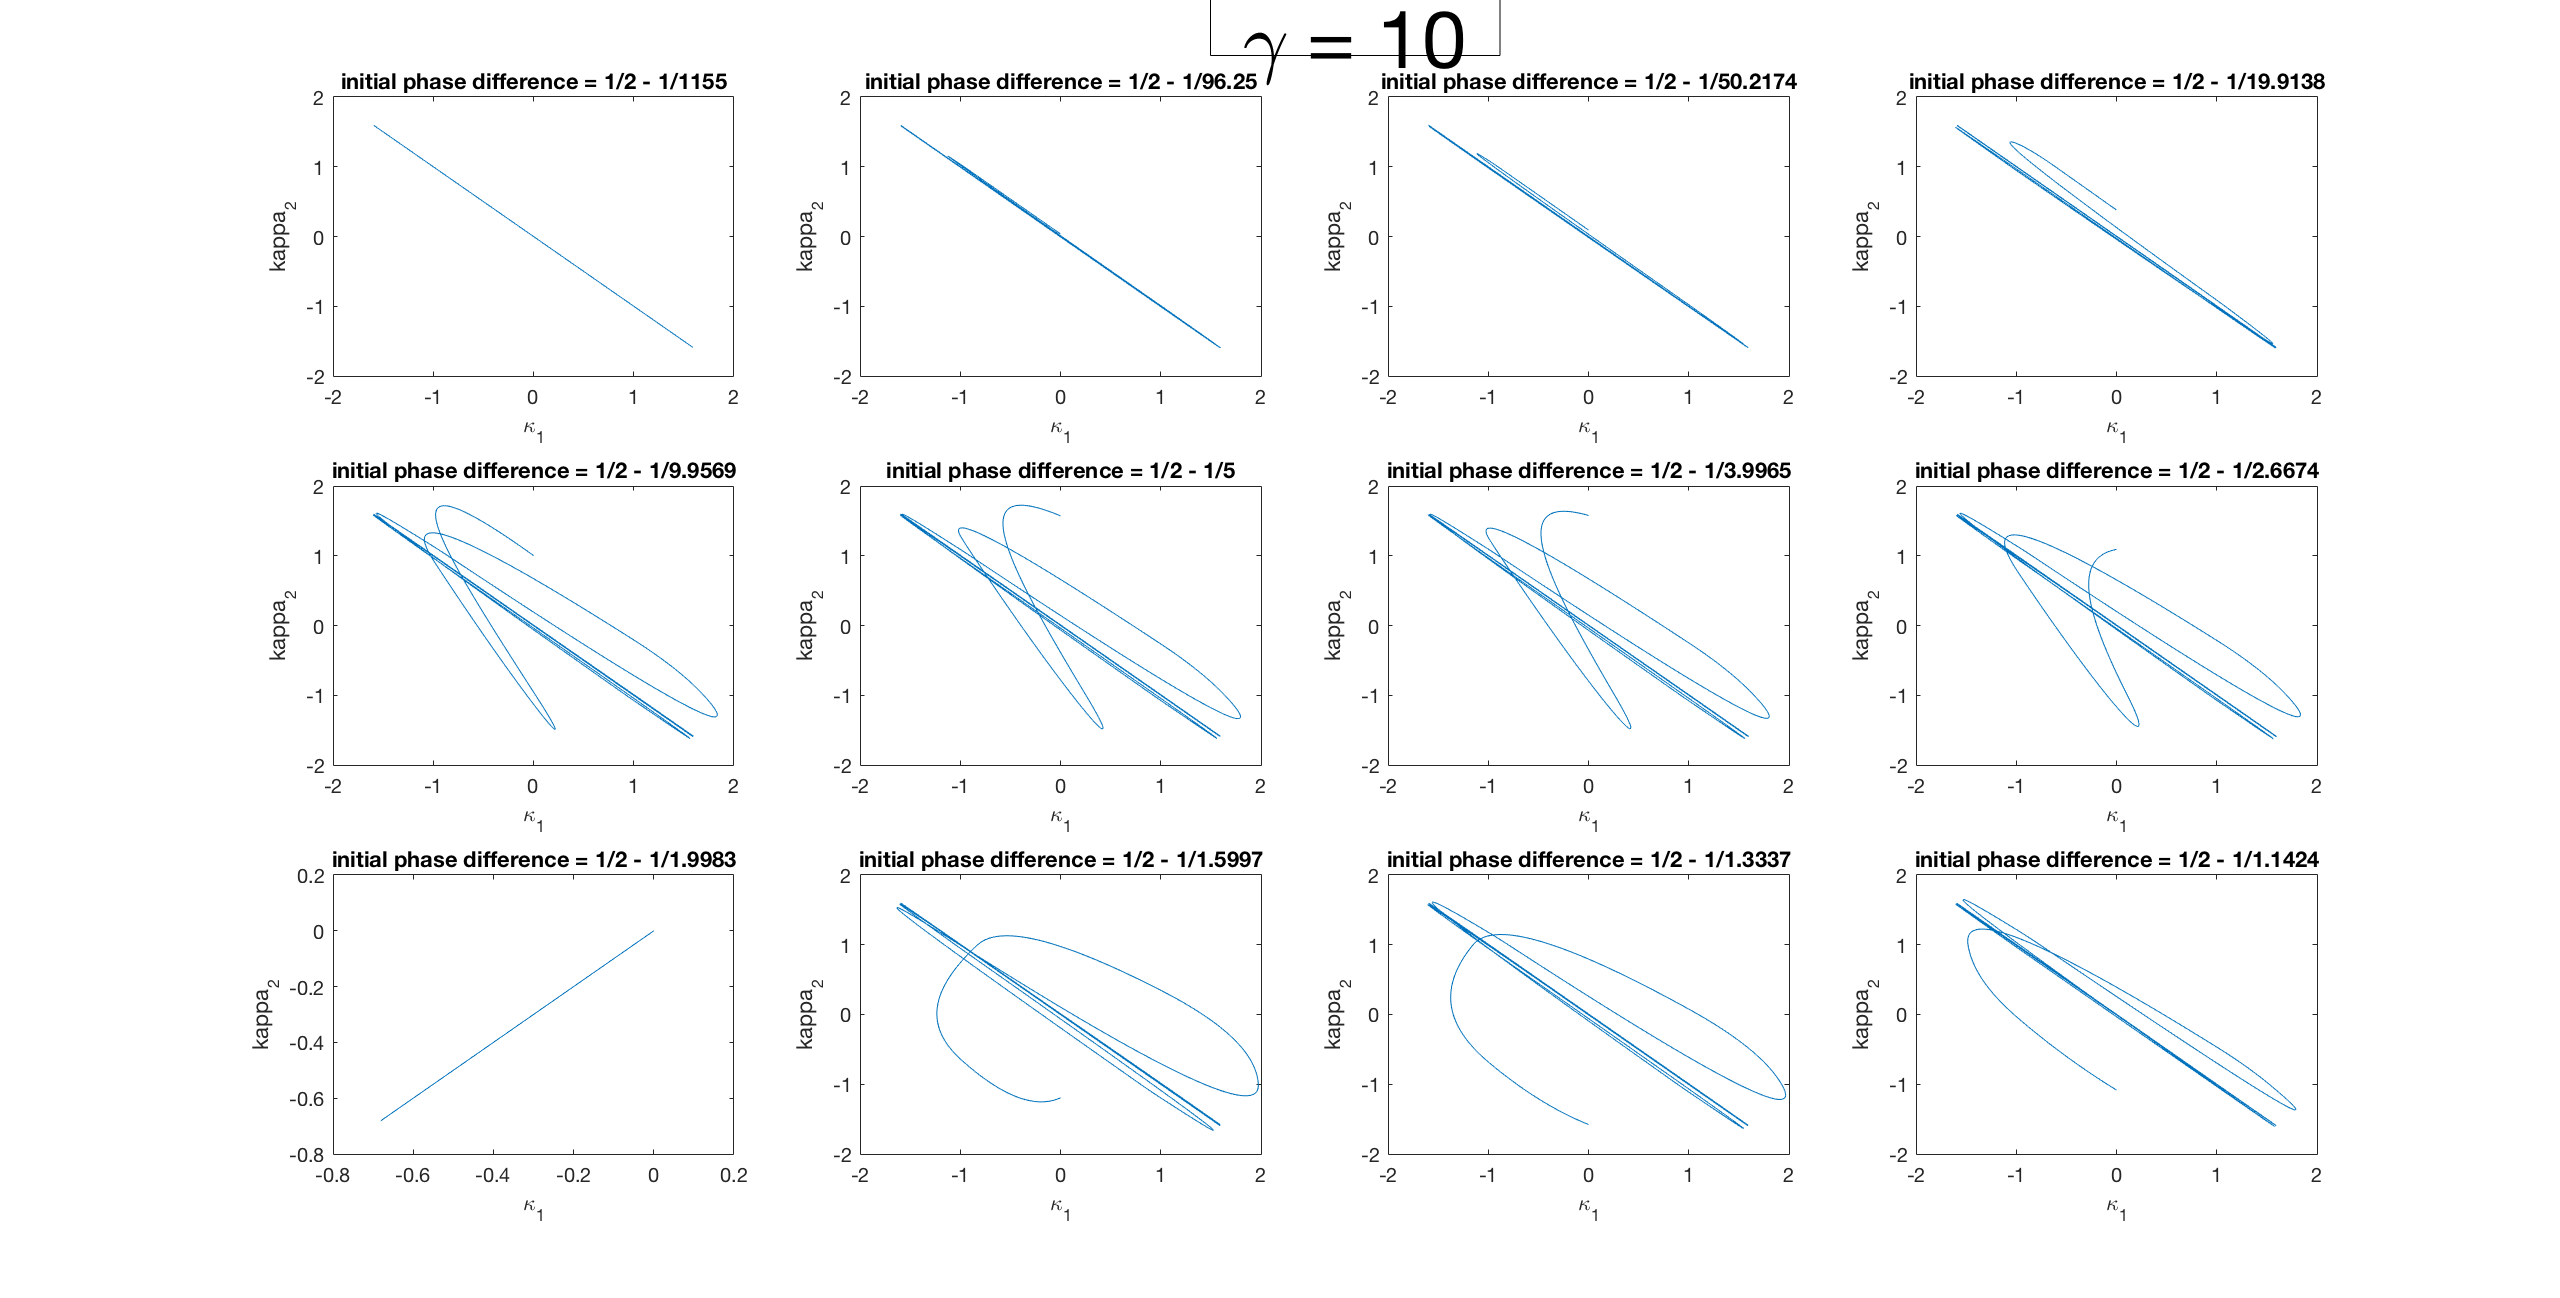 γ = 10
initial phase difference = 1/2 - 1/1155
initial phase difference = 1/2 - 1/96.25
initial phase difference = 1/2 - 1/50.2174
initial phase difference = 1/2 - 1/19.9138
2
1
0
-1
-2
kappa2
-2 -1 0 1 2
κ1
2
1
0
-1
-2
kappa2
-2 -1 0 1 2
κ1
2
1
0
-1
-2
kappa2
-2 -1 0 1 2
κ1
2
1
0
-1
-2
kappa2
-2 -1 0 1 2
κ1
initial phase difference = 1/2 - 1/9.9569
initial phase difference = 1/2 - 1/5
initial phase difference = 1/2 - 1/3.9965
initial phase difference = 1/2 - 1/2.6674
2
1
0
-1
-2
kappa2
-2 -1 0 1 2
κ1
2
1
0
-1
-2
kappa2
-2 -1 0 1 2
κ1
2
1
0
-1
-2
kappa2
-2 -1 0 1 2
κ1
2
1
0
-1
-2
kappa2
-2 -1 0 1 2
κ1
initial phase difference = 1/2 - 1/1.9983
initial phase difference = 1/2 - 1/1.5997
initial phase difference = 1/2 - 1/1.3337
initial phase difference = 1/2 - 1/1.1424
0.2
0
-0.2
-0.4
-0.6
-0.8
kappa2
-0.8 -0.6 -0.4 -0.2 0 0.2
κ1
2
1
0
-1
-2
kappa2
-2 -1 0 1 2
κ1
2
1
0
-1
-2
kappa2
-2 -1 0 1 2
κ1
2
1
0
-1
-2
kappa2
-2 -1 0 1 2
κ1